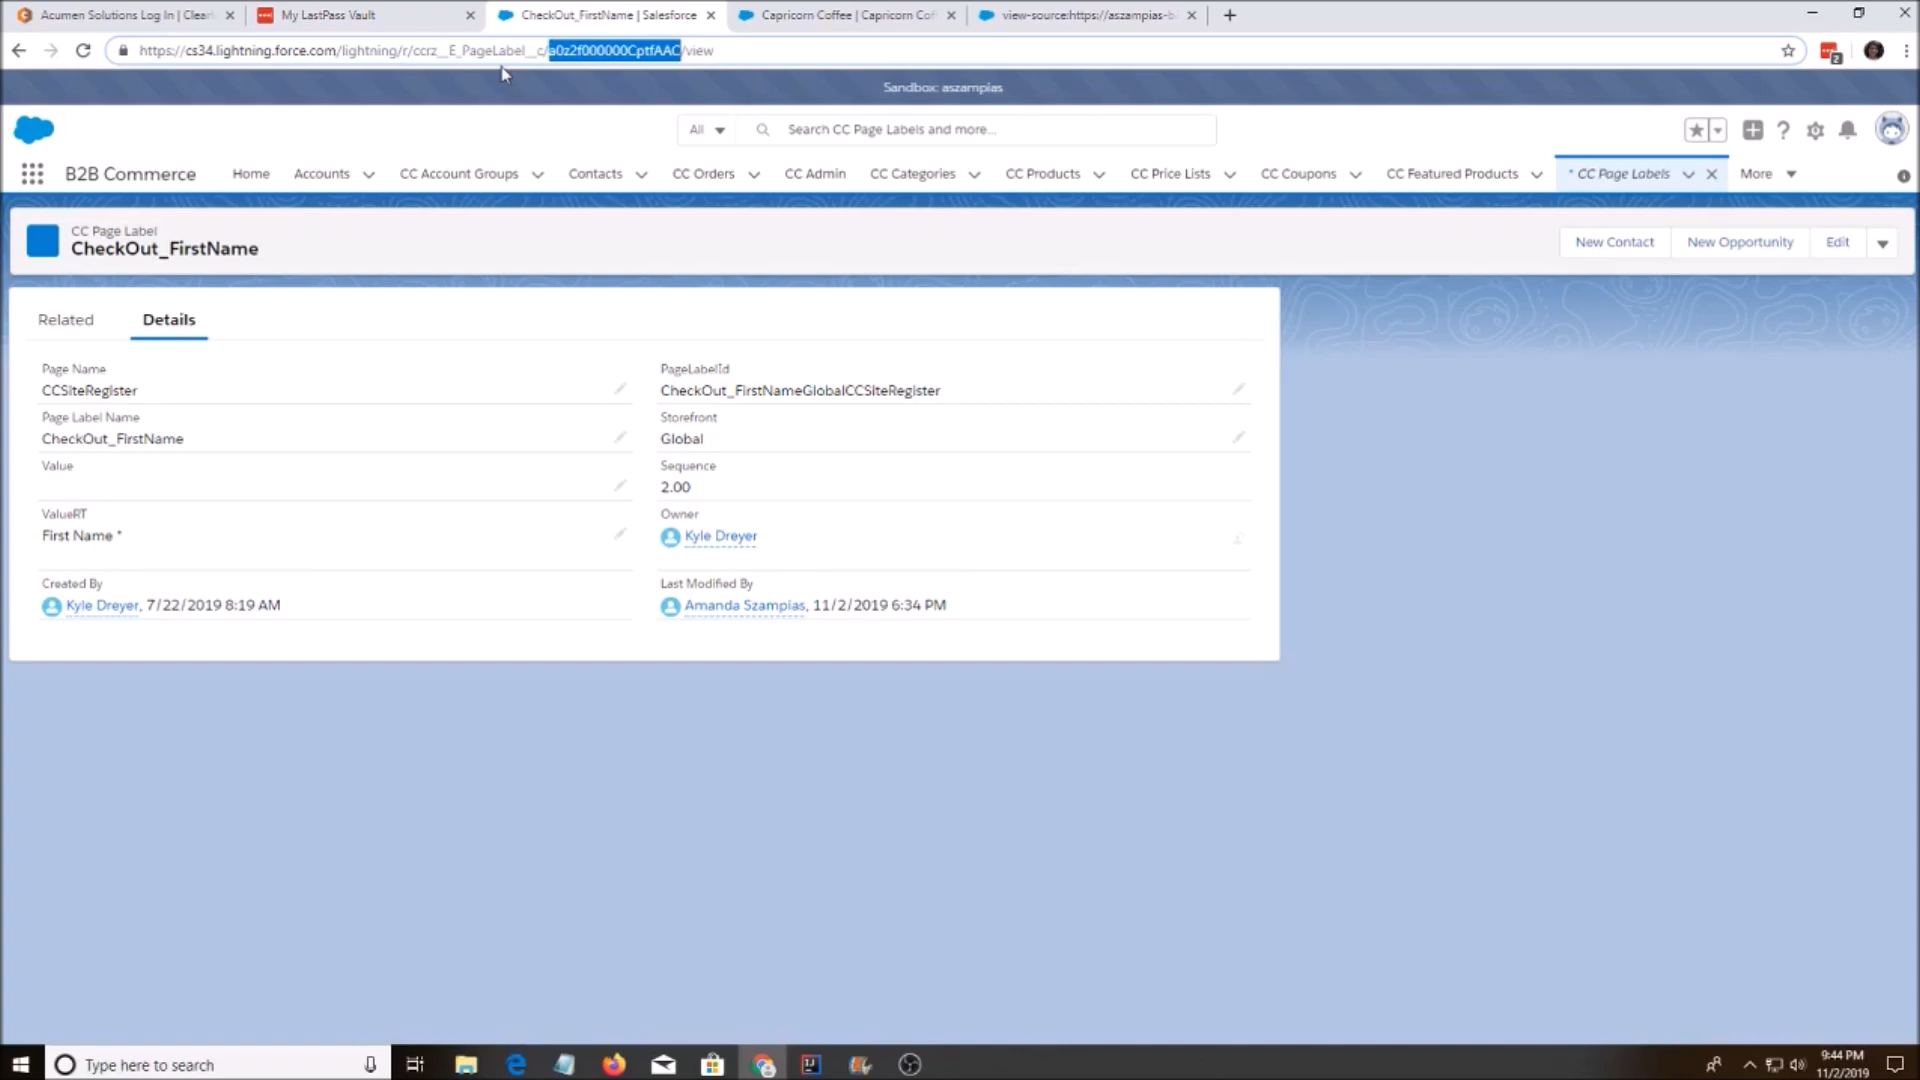 Acumen Solutions Log In | Clear
My LastPass Vault
CheckOut_FirstName | Salesforce
Capricorn Coffee | Capricorn Cof
view-source:https://aszampias-b
https://cs34.lightning.force.com/lightning/r/ccrz__E_PageLabel__c/a0z2f000000CptfAAC/view
2
Sandbox: aszampias
All
Search CC Page Labels and more...
B2B Commerce
Home
Accounts
CC Account Groups
Contacts
CC Orders
CC Admin
CC Categories
CC Products
CC Price Lists
CC Coupons
CC Featured Products
* CC Page Labels
More
CC Page Label
CheckOut_FirstName
New Contact
New Opportunity
Edit
Related
Details
Page Name
CCSiteRegister
PageLabelId
CheckOut_FirstNameGlobalCCSiteRegister
Page Label Name
CheckOut_FirstName
Storefront
Global
Value
Sequence
2.00
ValueRT
First Name *
Owner
Kyle Dreyer
Created By
Kyle Dreyer, 7/22/2019 8:19 AM
Last Modified By
Amanda Szampias, 11/2/2019 6:34 PM
Type here to search
9:44 PM
11/2/2019